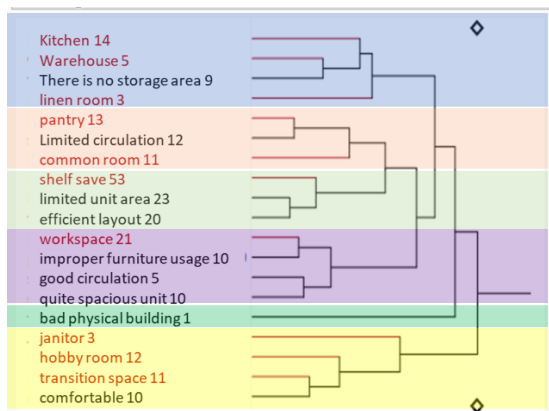 Kitchen 14
Warehouse 5
There is no storage area 9
linen room 3
pantry 13
Limited circulation 12
common room 11
shelf save 53
limited unit area 23
efficient layout 20
workspace 21
improper furniture usage 10
good circulation 5
quite spacious unit 10
bad physical building 1
janitor 3
hobby room 12
transition space 11
comfortable 10